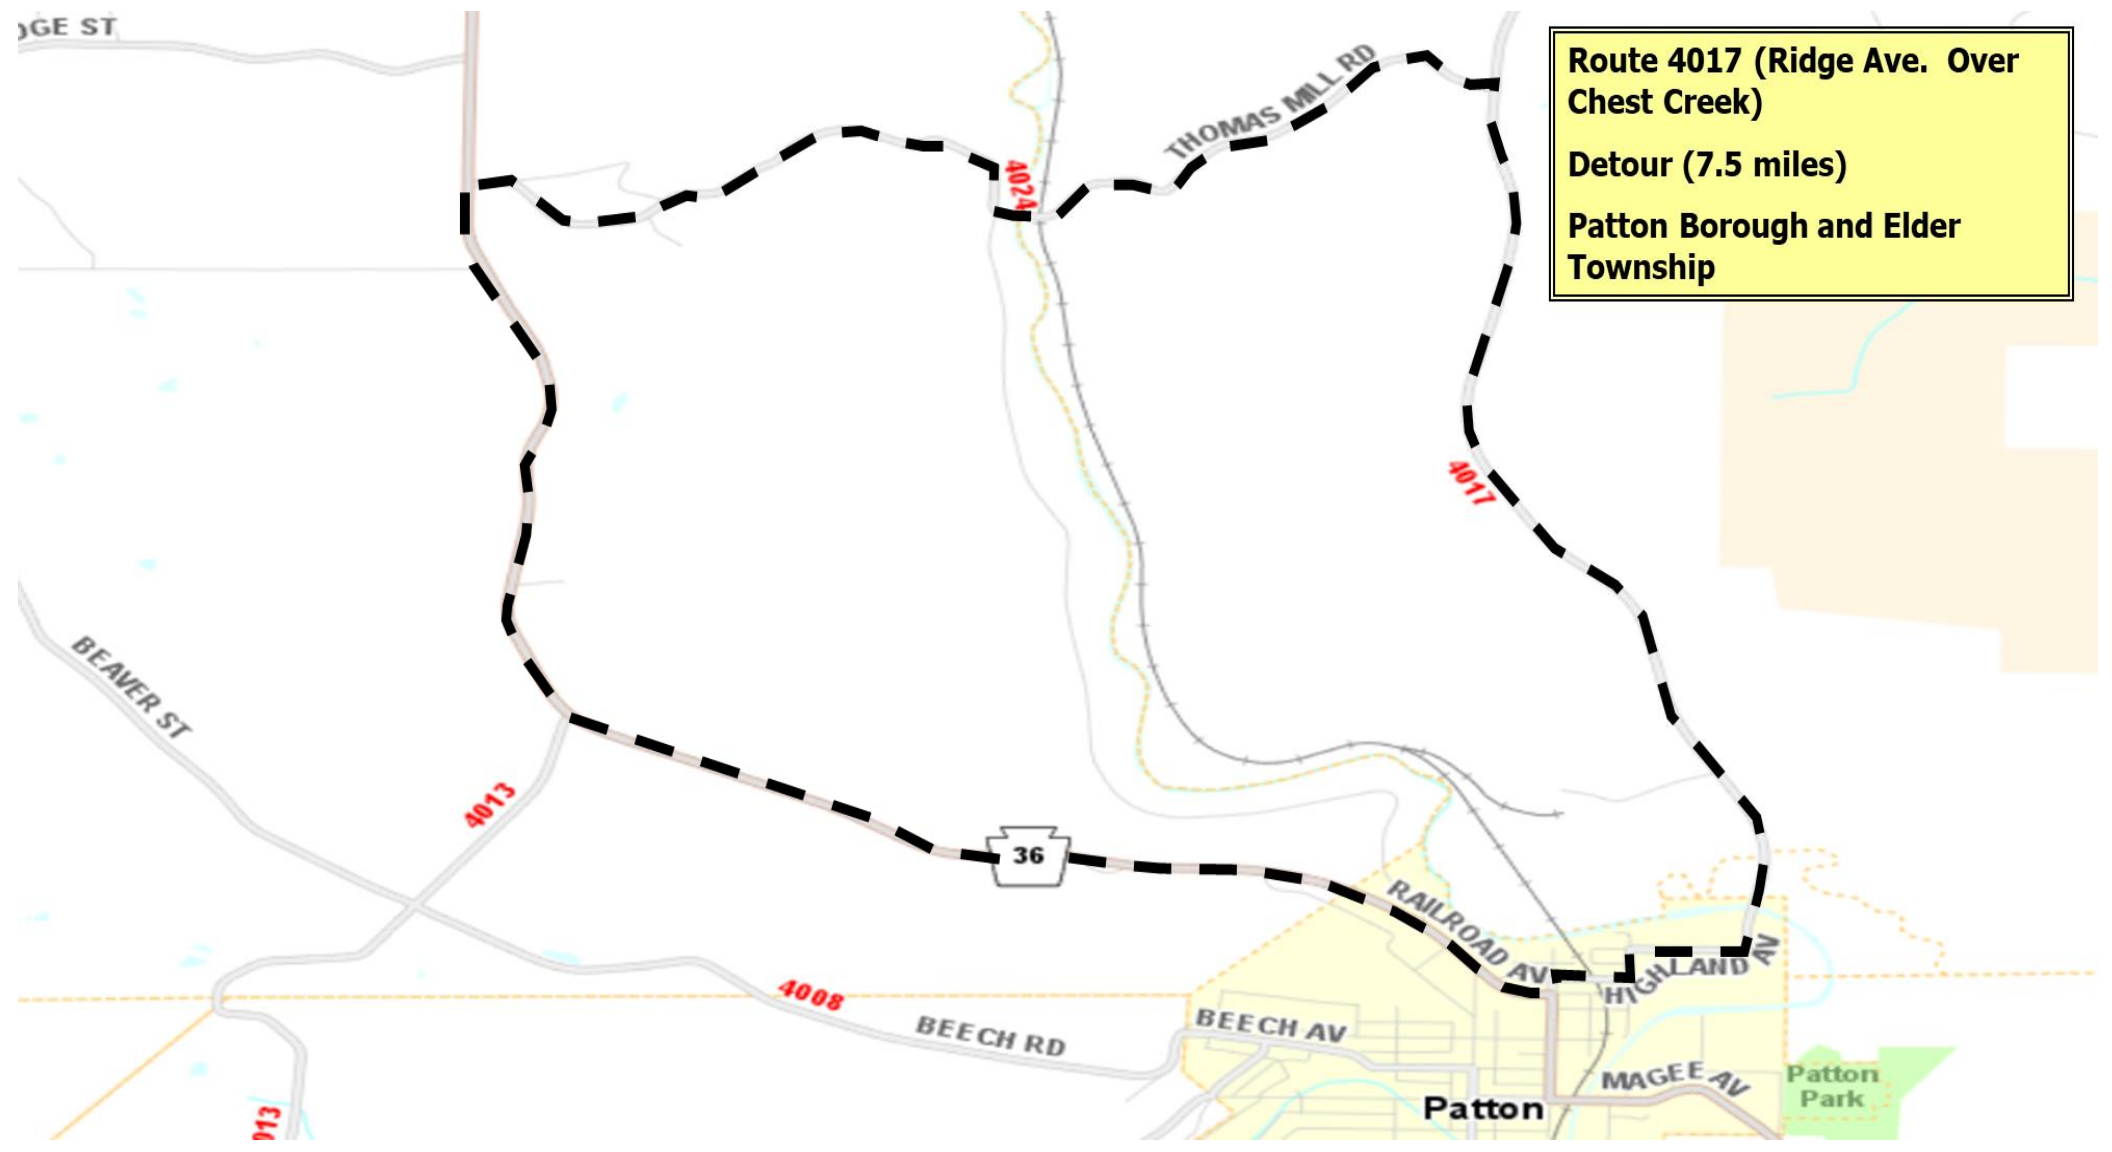 DGE ST
Route 4017 (Ridge Ave. Over
Chest Creek)
Detour (7.5 miles)
Patton Borough and Elder
Township
THOMAS MILL RD
4024
4017
BEAVER ST
4013
36
RAILROAD AV
HIGHLAND AV
4008
BEECH RD
BEECH AV
MAGEE AV
Patton
Park
Patton
013